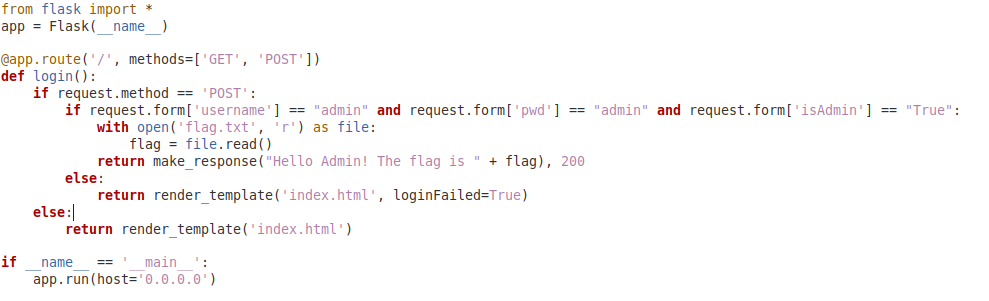 from flask import *
app = Flask(__name__)

@app.route('/', methods=['GET', 'POST'])
def login():
    if request.method == 'POST':
        if request.form['username'] == "admin" and request.form['pwd'] == "admin" and request.form['isAdmin'] == "True":
            with open('flag.txt', 'r') as file:
                flag = file.read()
            return make_response("Hello Admin! The flag is " + flag), 200
        else:
            return render_template('index.html', loginFailed=True)
    else:
        return render_template('index.html')

if __name__ == '__main__':
    app.run(host='0.0.0.0')